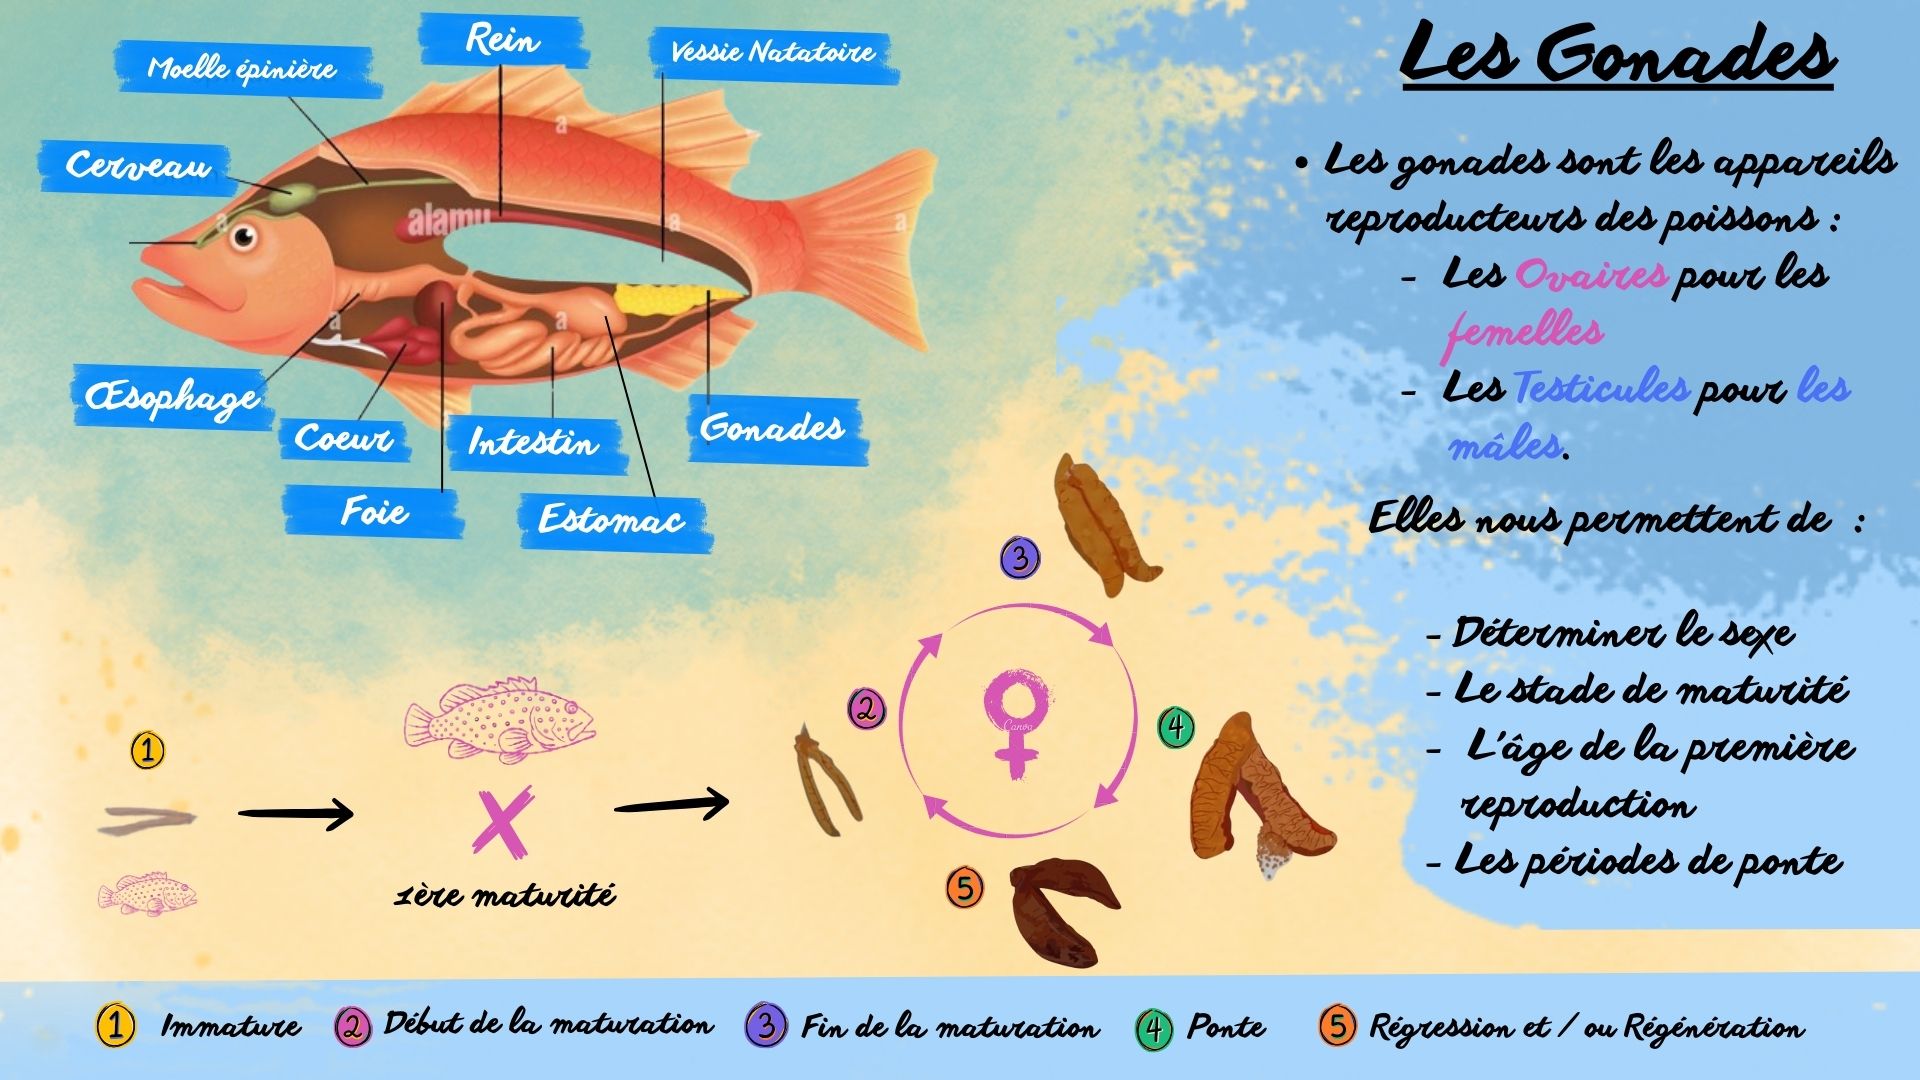 Les Gonades
Moelle épinière
Rein
Vessie Natatoire
Cerveau
alamy
a
a
a
a
a
a
Œsophage
Coeur
Intestin
Gonades
Foie
Estomac
• Les gonades sont les appareils
reproducteurs des poissons :
- Les Ovaires pour les
femelles
- Les Testicules pour les
mâles.
Elles nous permettent de :
- Déterminer le sexe
- Le stade de maturité
- L'âge de la première
reproduction
- Les périodes de ponte
1
1ère maturité
2
3
4
5
Canva
1 Immature
2 Début de la maturation
3 Fin de la maturation
4 Ponte
5 Régression et / ou Régénération